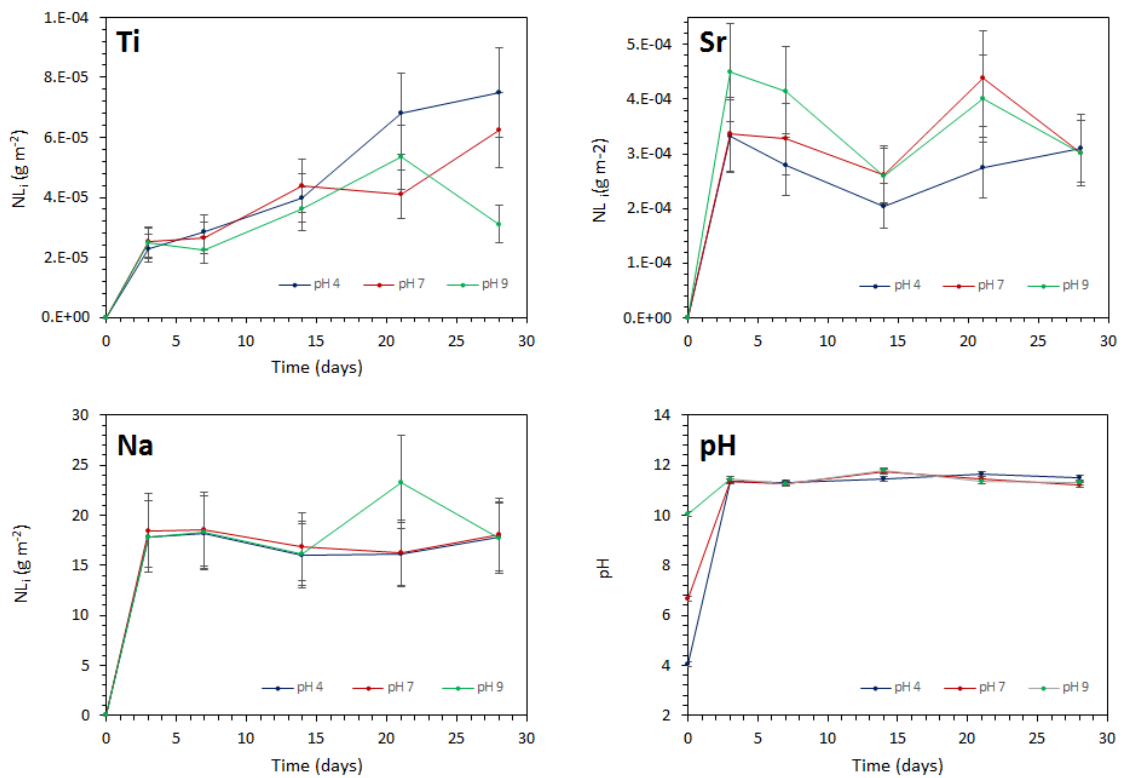 Ti
NLᵢ (g m⁻²)
1.E-04
8.E-05
6.E-05
4.E-05
2.E-05
0.E+00
pH 4 pH 7 pH 9
0 5 10 15 20 25 30
Time (days)
Sr
NL ᵢ(g m-2)
5.E-04
4.E-04
3.E-04
2.E-04
1.E-04
0.E+00
pH 4 pH 7 pH 9
0 5 10 15 20 25 30
Na
NLᵢ (g m⁻²)
30
25
20
15
10
5
0
pH 4 pH 7 pH 9
0 5 10 15 20 25 30
Time (days)
pH
pH
14
12
10
8
6
4
2
pH 4 pH 7 pH 9
0 5 10 15 20 25 30
Time (days)